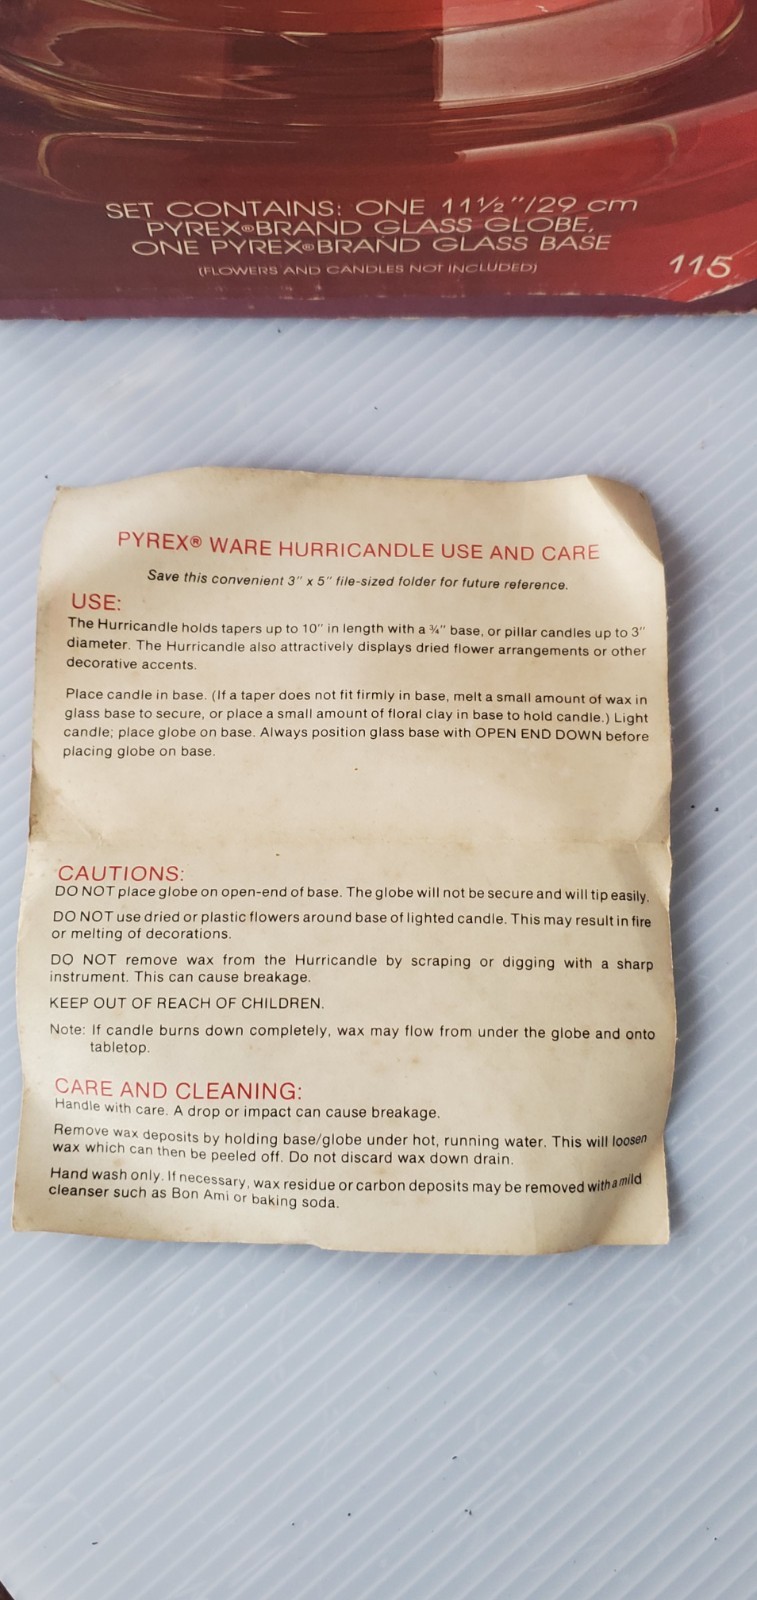 SET CONTAINS: ONE 11½"/29 cm
PYREX® BRAND GLASS GLOBE,
ONE PYREX® BRAND GLASS BASE
(FLOWERS AND CANDLES NOT INCLUDED)
115
PYREX® WARE HURRICANDLE USE AND CARE
Save this convenient 3" x 5" file-sized folder for future reference.
USE:
The Hurricandle holds tapers up to 10" in length with a ¾" base, or pillar candles up to 3"
diameter. The Hurricandle also attractively displays dried flower arrangements or other
decorative accents.
Place candle in base. (If a taper does not fit firmly in base, melt a small amount of wax in
glass base to secure, or place a small amount of floral clay in base to hold candle.) Light
candle; place globe on base. Always position glass base with OPEN END DOWN before
placing globe on base.
CAUTIONS:
DO NOT place globe on open-end of base. The globe will not be secure and will tip easily.
DO NOT use dried or plastic flowers around base of lighted candle. This may result in fire
or melting of decorations.
DO NOT remove wax from the Hurricandle by scraping or digging with a sharp
instrument. This can cause breakage.
KEEP OUT OF REACH OF CHILDREN.
Note: If candle burns down completely, wax may flow from under the globe and onto
tabletop.
CARE AND CLEANING:
Handle with care. A drop or impact can cause breakage.
Remove wax deposits by holding base/globe under hot, running water. This will loosen
wax which can then be peeled off. Do not discard wax down drain.
Hand wash only. If necessary, wax residue or carbon deposits may be removed with a mild
cleanser such as Bon Ami or baking soda.